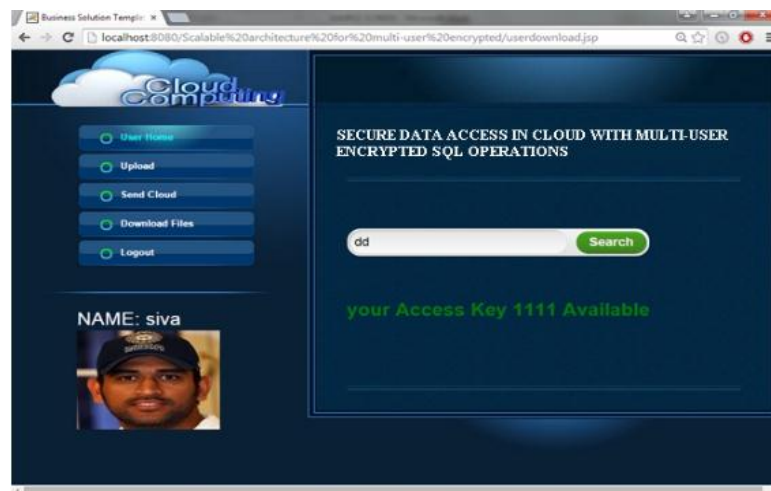 Business Solution Templa
localhost:8080/Scalable%20architecture%20for%20multi-user%20encrypted/userdownload.jsp
Cloud
Computing
User Home
Upload
Send Cloud
Download Files
Logout
NAME: siva
SECURE DATA ACCESS IN CLOUD WITH MULTI-USER
ENCRYPTED SQL OPERATIONS
dd
Search
your Access Key 1111 Available